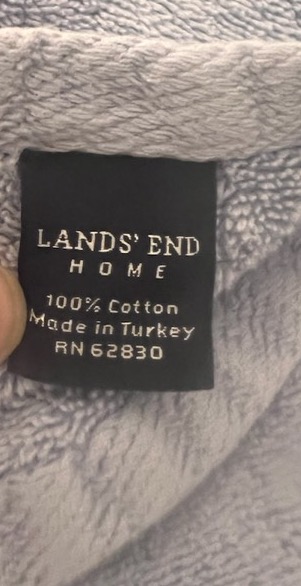 LANDS' END
HOME
100% Cotton
Made in Turkey
RN 62830